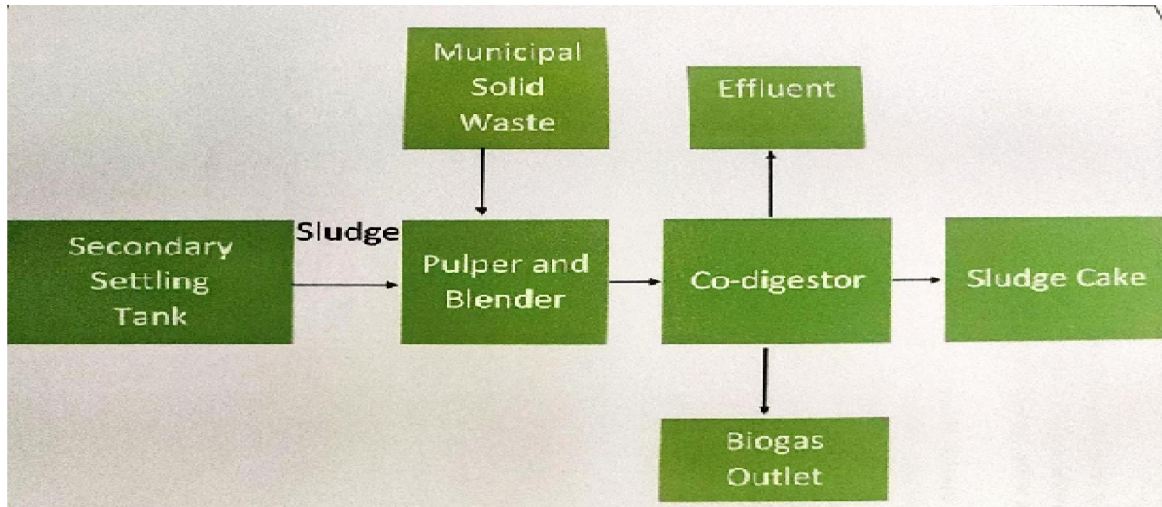 Municipal
Solid
Waste
Effluent
Secondary
Settling
Tank
Sludge
Pulper and
Blender
Co-digestor
Sludge Cake
Biogas
Outlet